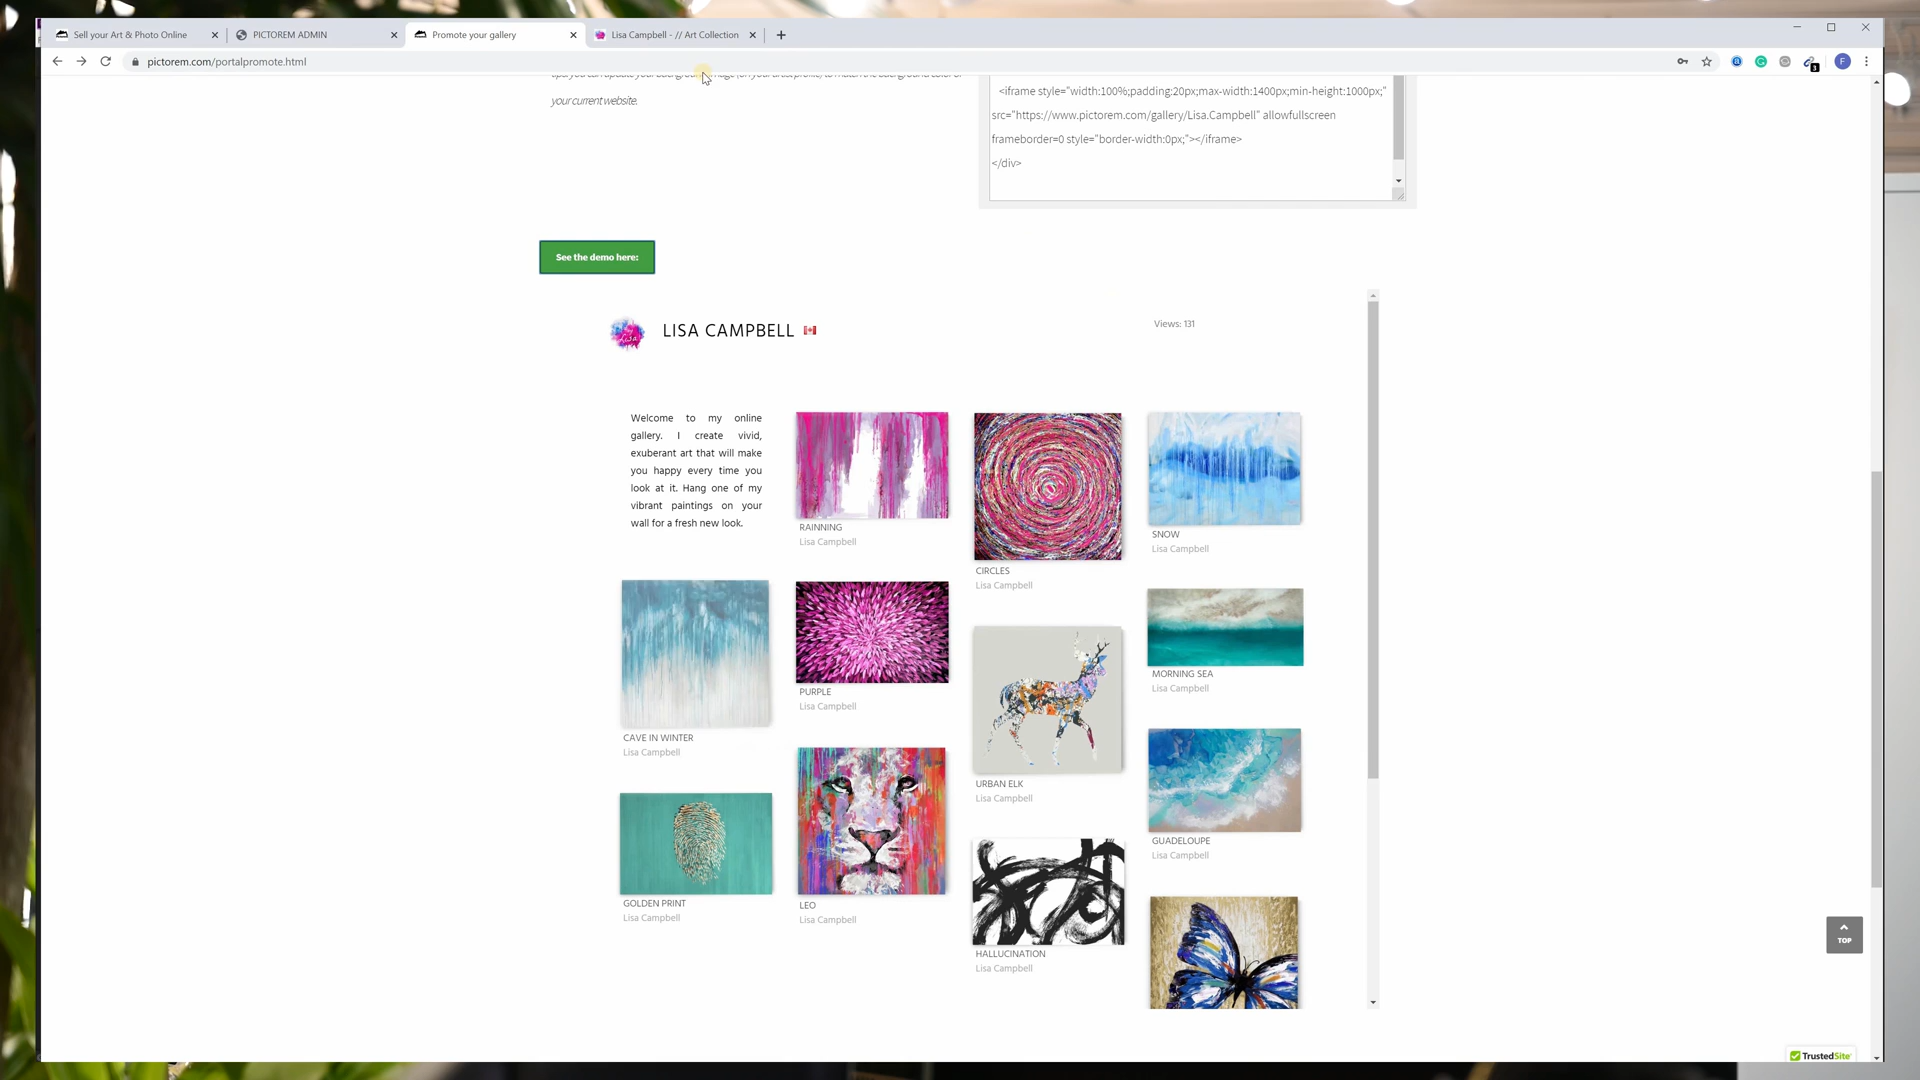 Sell your Art & Photo Online
PICTOREM ADMIN
Promote your gallery
Lisa Campbell - // Art Collection
pictorem.com/portalpromote.html
your current website.
<iframe style="width:100%;padding:20px;max-width:1400px;min-height:1000px;"
src="https://www.pictorem.com/gallery/Lisa.Campbell" allowfullscreen
frameborder=0 style="border-width:0px;"></iframe>
</div>
See the demo here:
LISA CAMPBELL
Views: 131
Welcome to my online
gallery. I create vivid,
exuberant art that will make
you happy every time you
look at it. Hang one of my
vibrant paintings on your
wall for a fresh new look.
RAINNING
Lisa Campbell
CIRCLES
Lisa Campbell
SNOW
Lisa Campbell
CAVE IN WINTER
Lisa Campbell
PURPLE
Lisa Campbell
URBAN ELK
Lisa Campbell
MORNING SEA
Lisa Campbell
GUADELOUPE
Lisa Campbell
GOLDEN PRINT
Lisa Campbell
LEO
Lisa Campbell
HALLUCINATION
Lisa Campbell
TOP
TrustedSite